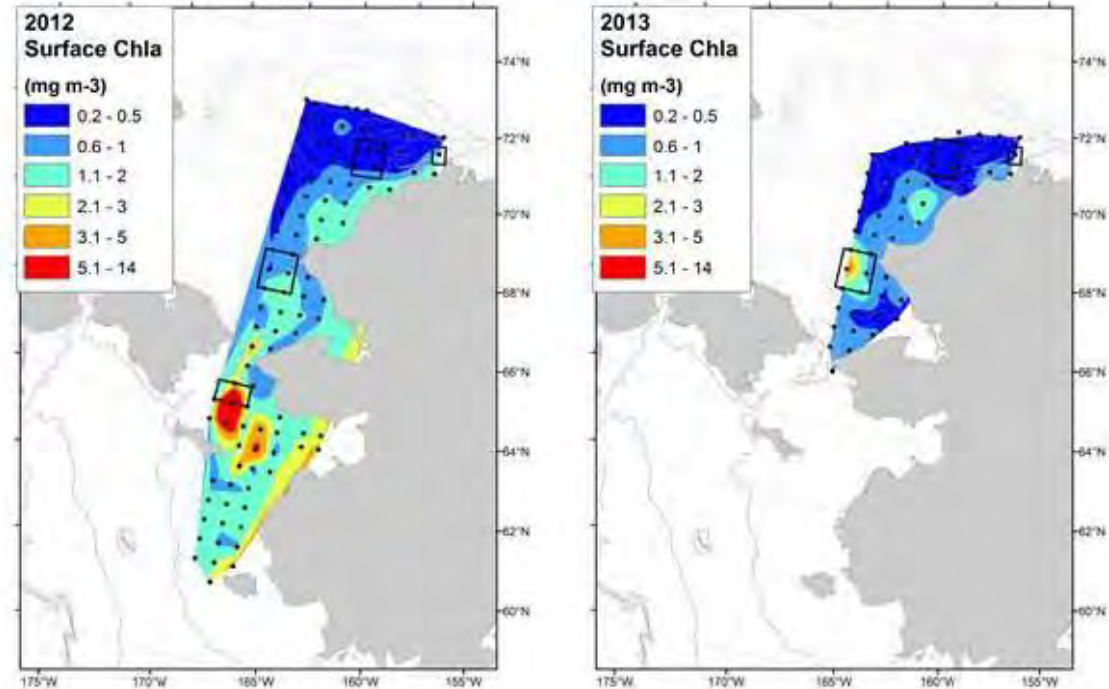 2012
Surface Chla
(mg m-3)
0.2 - 0.5
0.6 - 1
1.1 - 2
2.1 - 3
3.1 - 5
5.1 - 14
74°N
72°N
70°N
68°N
66°N
64°N
62°N
60°N
175°W 170°W 165°W 160°W 155°W
2013
Surface Chla
(mg m-3)
0.2 - 0.5
0.6 - 1
1.1 - 2
2.1 - 3
3.1 - 5
5.1 - 14
74°N
72°N
70°N
68°N
66°N
64°N
62°N
60°N
175°W 170°W 165°W 160°W 155°W